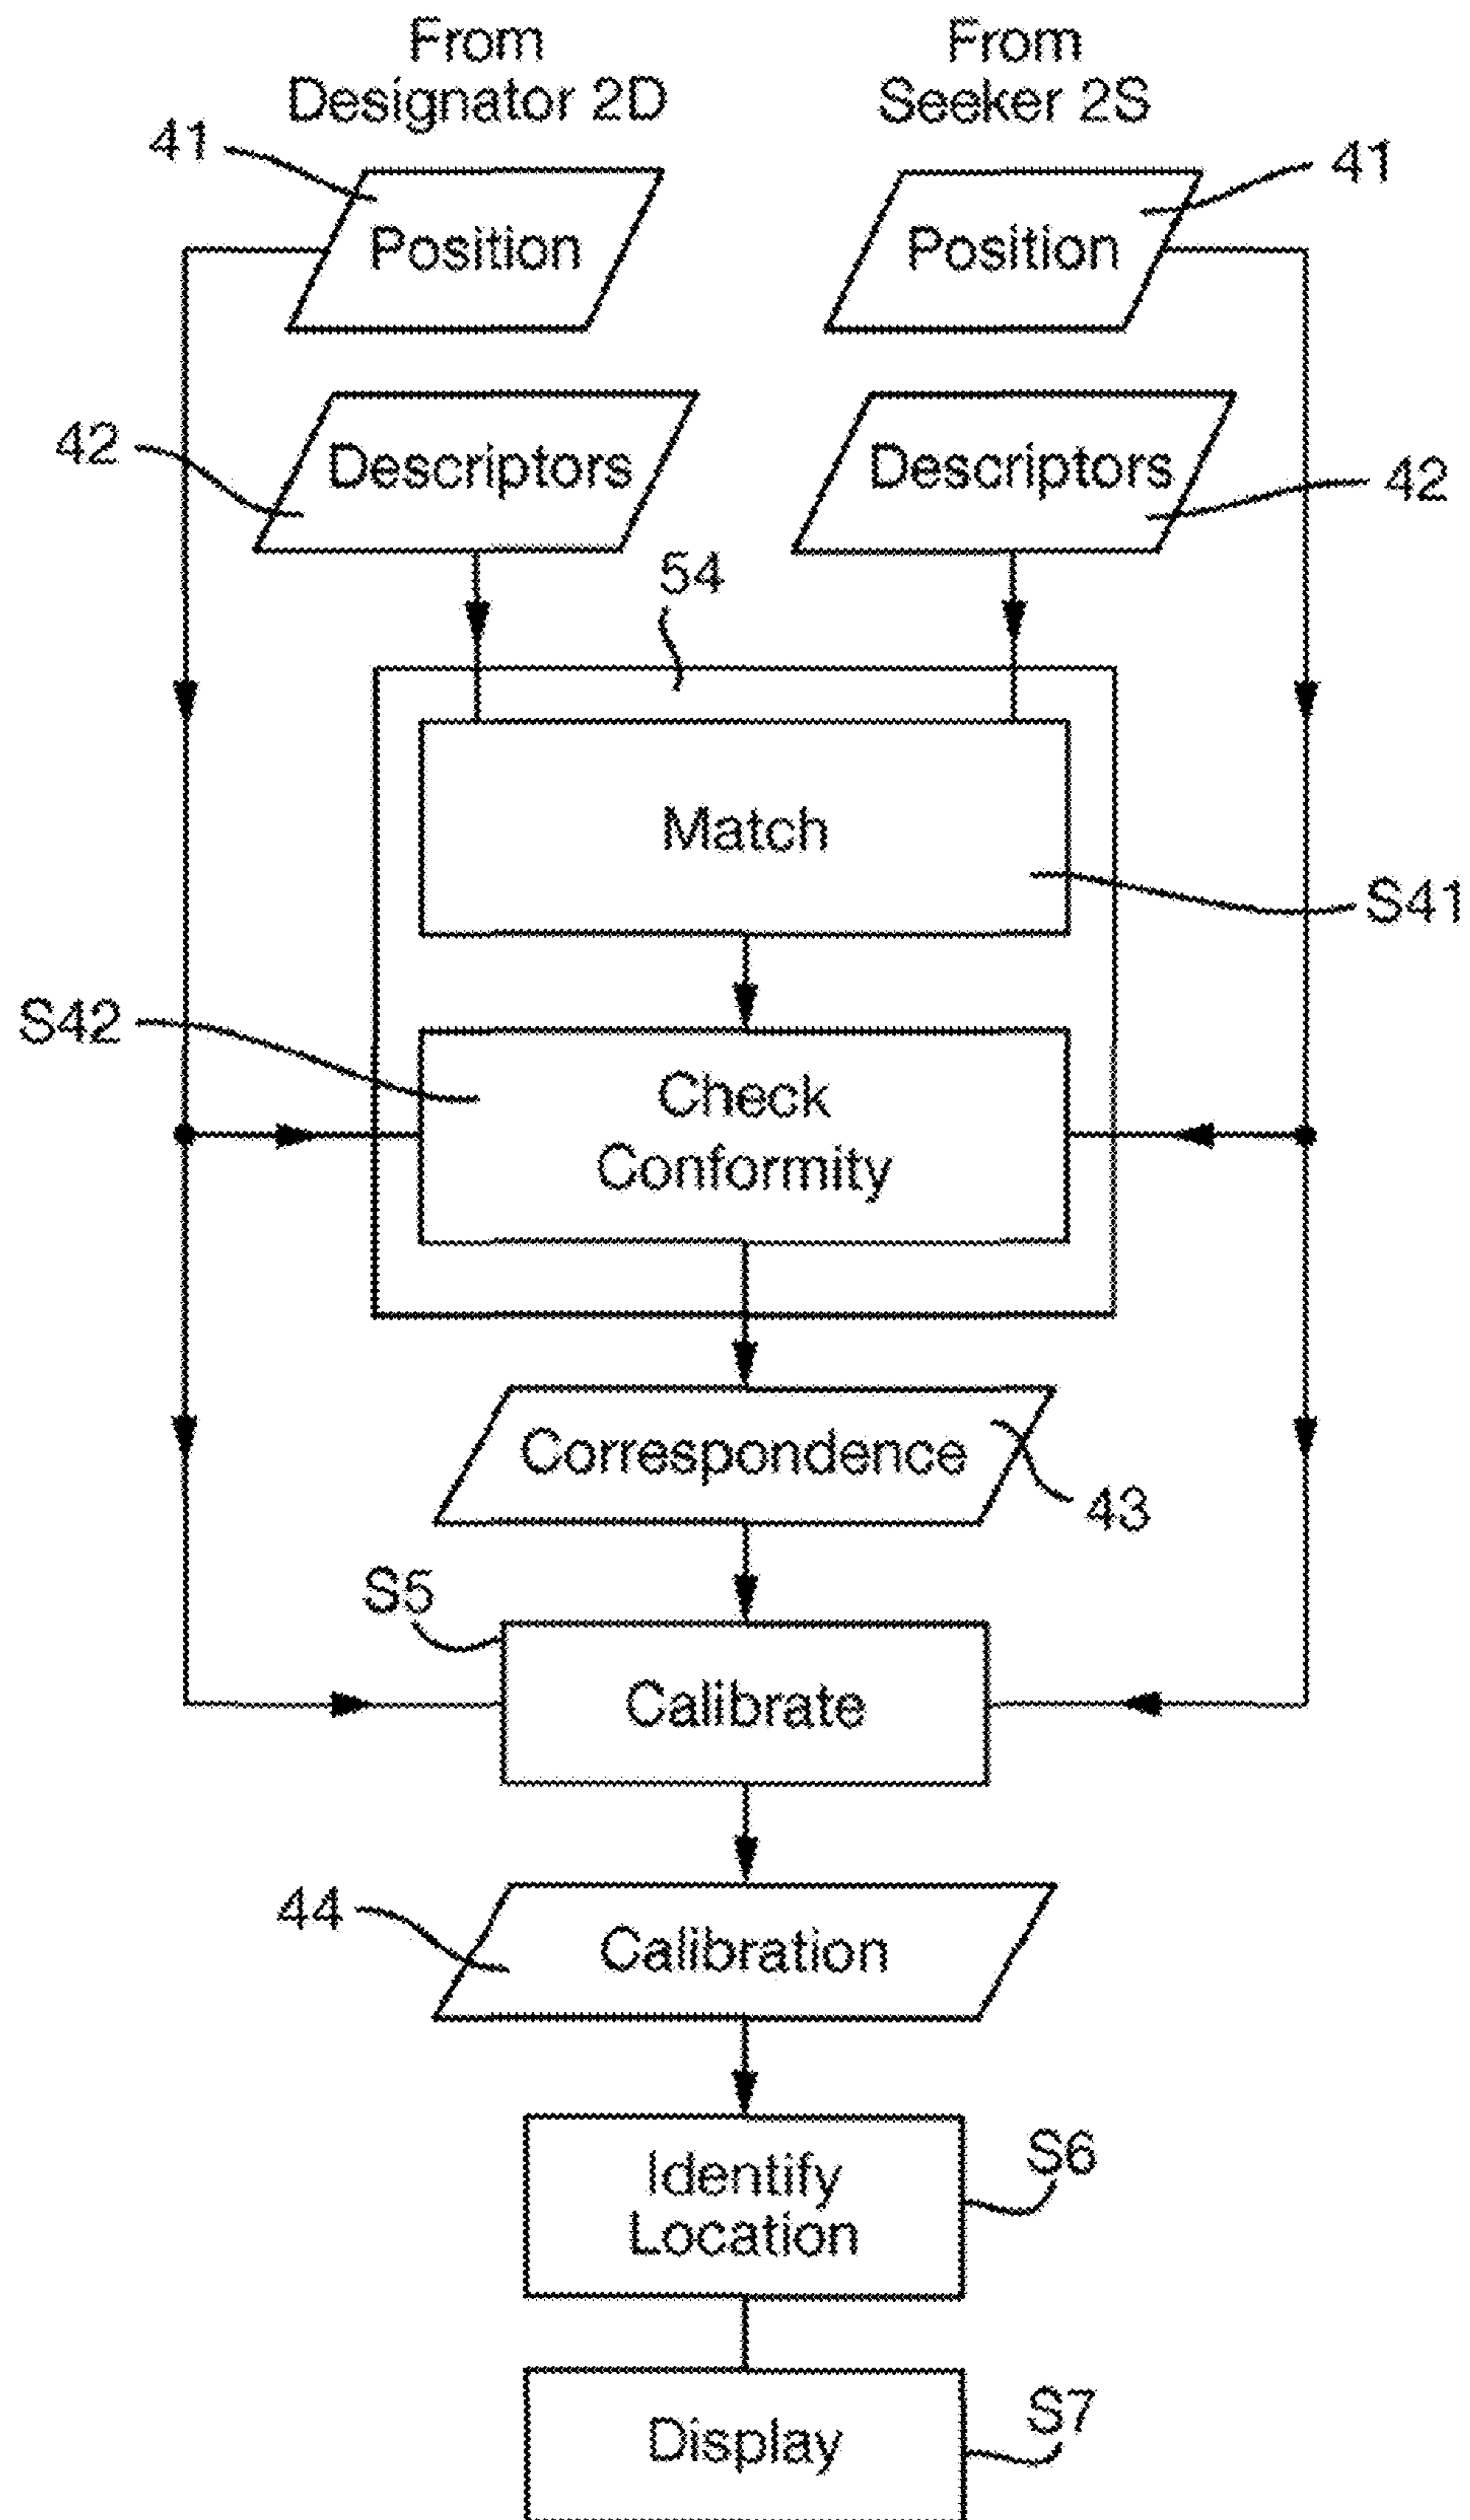 From
Designator 2D
From
Seeker 2S
41
Position
Position
41
42
Descriptors
Descriptors
42
54
Match
S41
S42
Check
Conformity
Correspondence
43
S5
Calibrate
44
Calibration
Identify
Location
S6
Display
S7